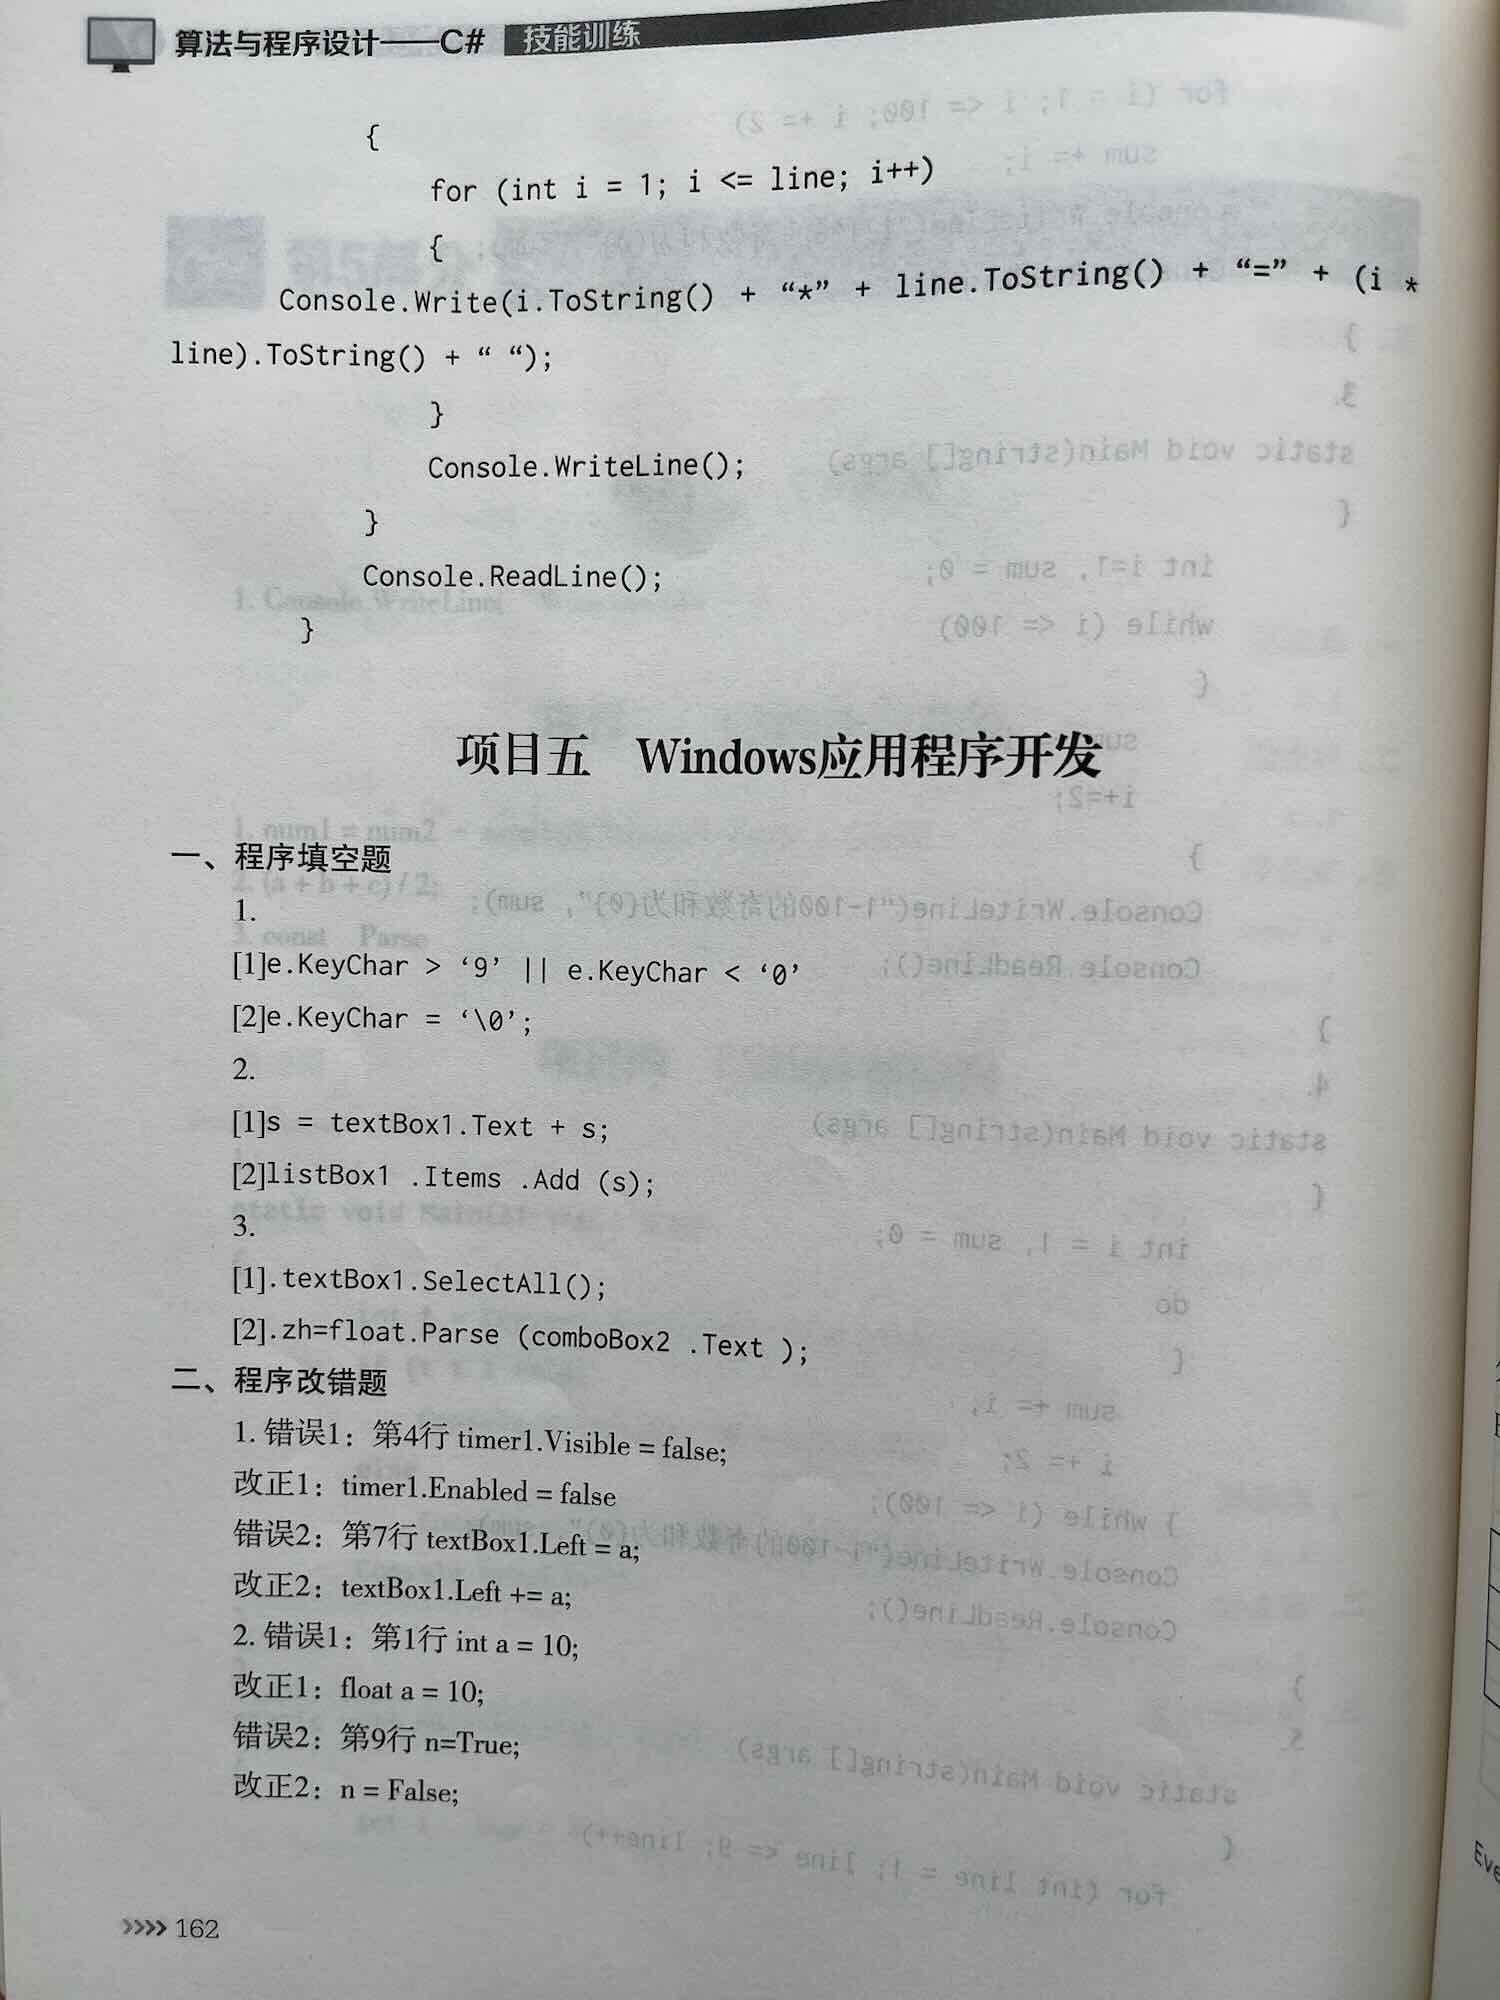 算法与程序设计——C# 技能训练
{
for (int i = 1; i <= line; i++)
{
Console.Write(i.ToString() + “*” + line.ToString() + “=” + (i *
line).ToString() + “ “);
}
Console.WriteLine();
}
Console.ReadLine();
}
项目五 Windows应用程序开发
一、程序填空题
1.
[1]e.KeyChar > ‘9’ || e.KeyChar < ‘0’
[2]e.KeyChar = ‘\0’;
2.
[1]s = textBox1.Text + s;
[2]listBox1 .Items .Add (s);
3.
[1].textBox1.SelectAll();
[2].zh=float.Parse (comboBox2 .Text );
二、程序改错题
1. 错误1：第4行 timer1.Visible = false;
改正1：timer1.Enabled = false
错误2：第7行 textBox1.Left = a;
改正2：textBox1.Left += a;
2. 错误1：第1行 int a = 10;
改正1：float a = 10;
错误2：第9行 n=True;
改正2：n = False;
>>>> 162